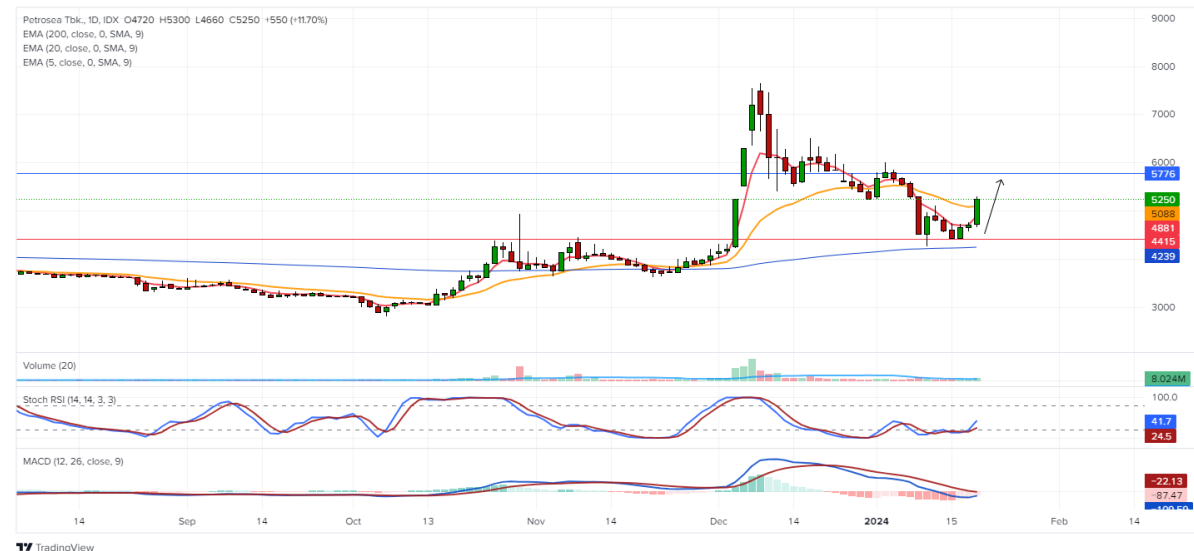 Petrosea Tbk., 1D, IDX O4720 H5300 L4660 C5250 +550 (+11.70%)
EMA (200, close, 0, SMA, 9)
EMA (20, close, 0, SMA, 9)
EMA (5, close, 0, SMA, 9)
9000
8000
7000
6000
5776
5250
5088
4881
4415
4239
3000
Volume (20)
8.024M
Stoch RSI (14, 14, 3, 3)
100.0
41.7
24.5
MACD (12, 26, close, 9)
−22.13
−87.47
−109.59
14 Sep 14 Oct 13 Nov 14 Dec 14 2024 15 Feb 14
TradingView